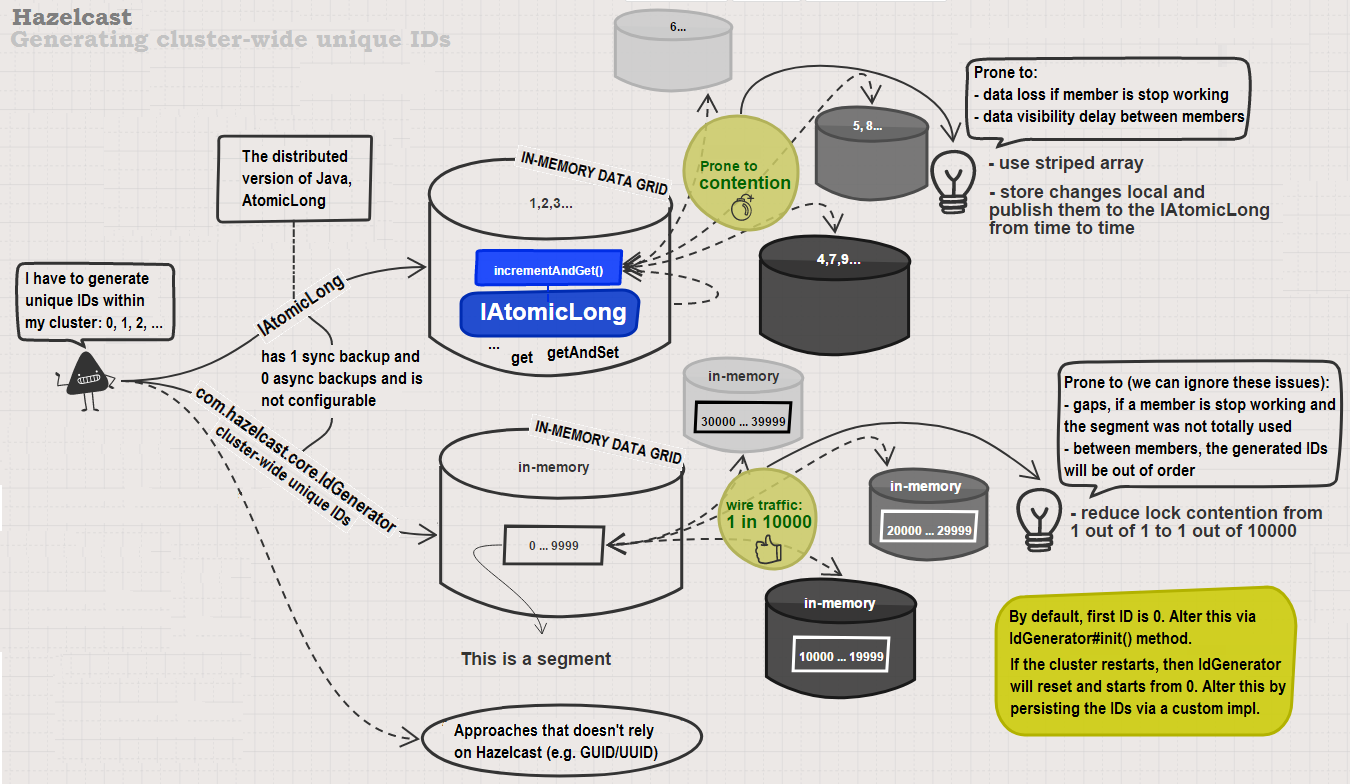 Hazelcast
Generating cluster-wide unique IDs
6...
Prone to:
- data loss if member is stop working
- data visibility delay between members
5, 8...
- use striped array
- store changes local and
publish them to the IAtomicLong
from time to time
Prone to
contention
The distributed
version of Java,
AtomicLong
IN-MEMORY DATA GRID
1,2,3...
incrementAndGet()
IAtomicLong
...
get
getAndSet
4,7,9...
I have to generate
unique IDs within
my cluster: 0, 1, 2, ...
IAtomicLong
has 1 sync backup and
0 async backups and is
not configurable
com.hazelcast.core.IdGenerator
cluster-wide unique IDs
IN-MEMORY DATA GRID
in-memory
0 ... 9999
This is a segment
in-memory
30000 ... 39999
wire traffic:
1 in 10000
in-memory
20000 ... 29999
in-memory
10000 ... 19999
Prone to (we can ignore these issues):
- gaps, if a member is stop working and
the segment was not totally used
- between members, the generated IDs
will be out of order
- reduce lock contention from
1 out of 1 to 1 out of 10000
By default, first ID is 0. Alter this via
IdGenerator#init() method.
If the cluster restarts, then IdGenerator
will reset and starts from 0. Alter this by
persisting the IDs via a custom impl.
Approaches that doesn't rely
on Hazelcast (e.g. GUID/UUID)